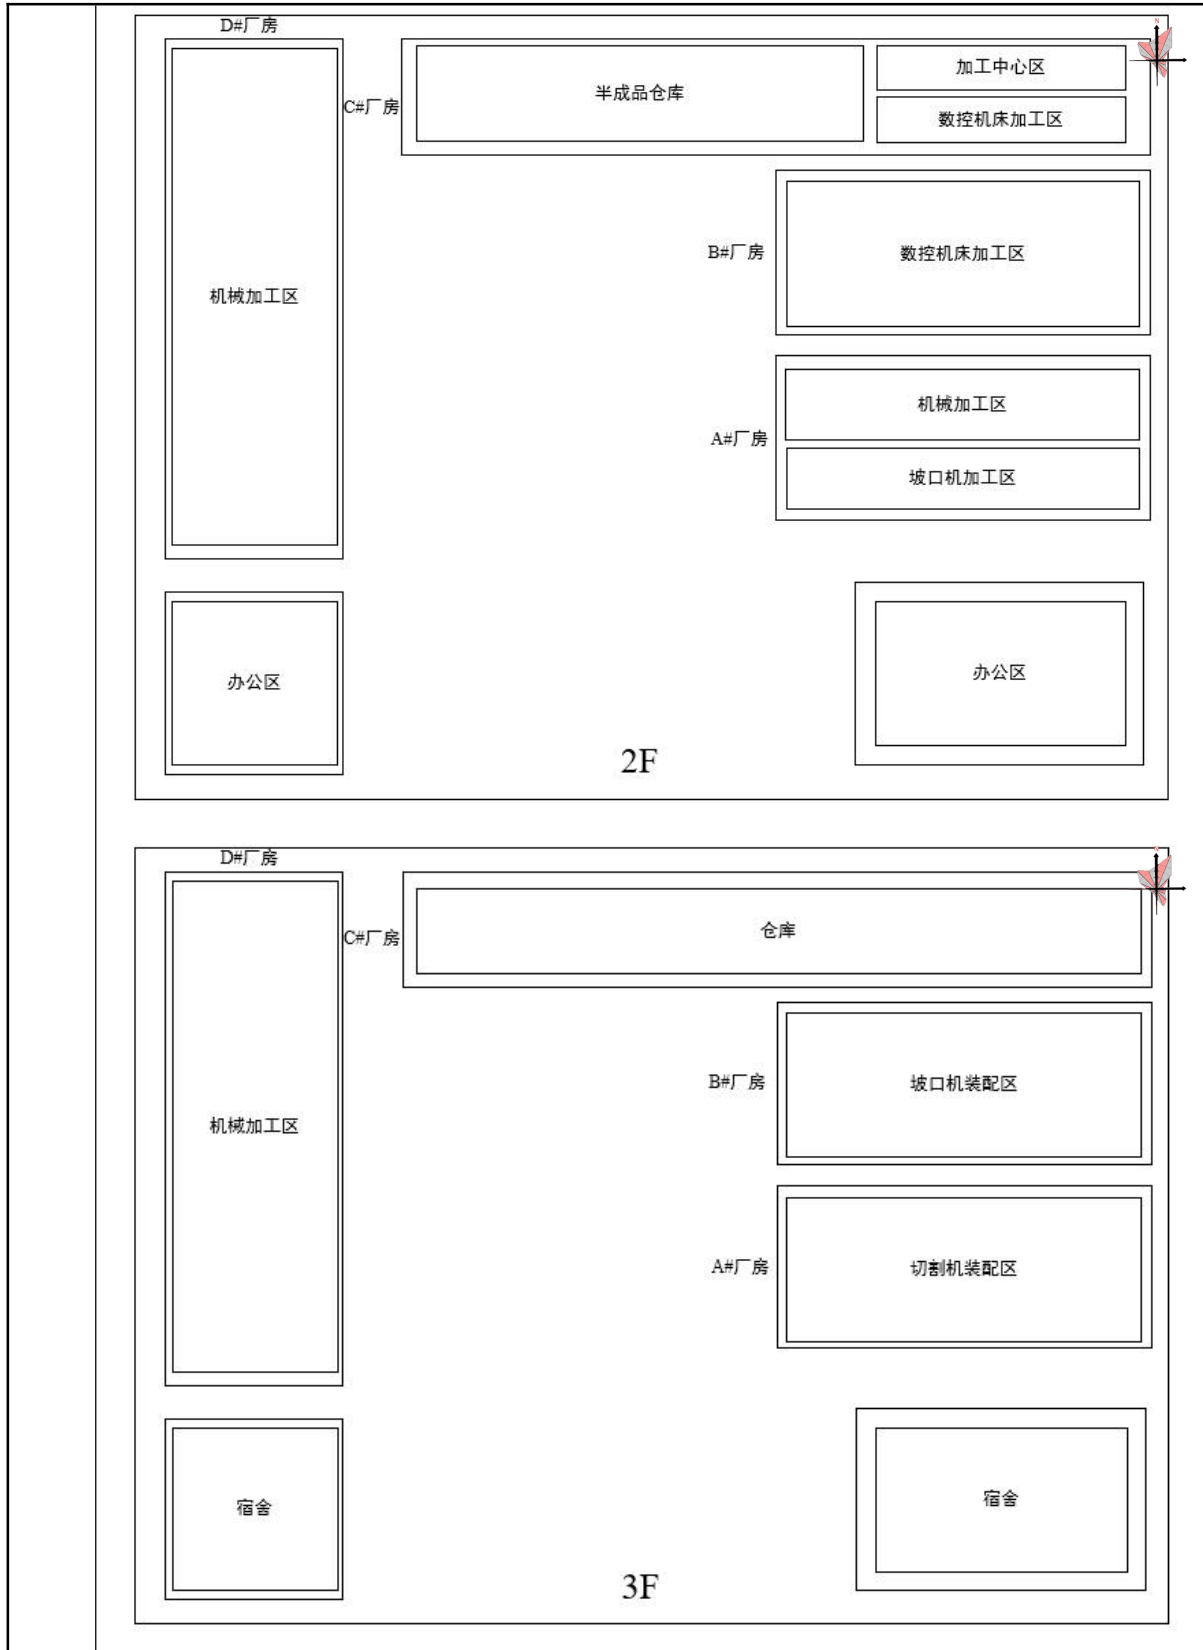 D#厂房
N
加工中心区
半成品仓库
C#厂房
数控机床加工区
B#厂房
数控机床加工区
机械加工区
机械加工区
A#厂房
坡口机加工区
办公区
办公区
2F
D#厂房
N
仓库
C#厂房
B#厂房
坡口机装配区
机械加工区
A#厂房
切割机装配区
宿舍
宿舍
3F